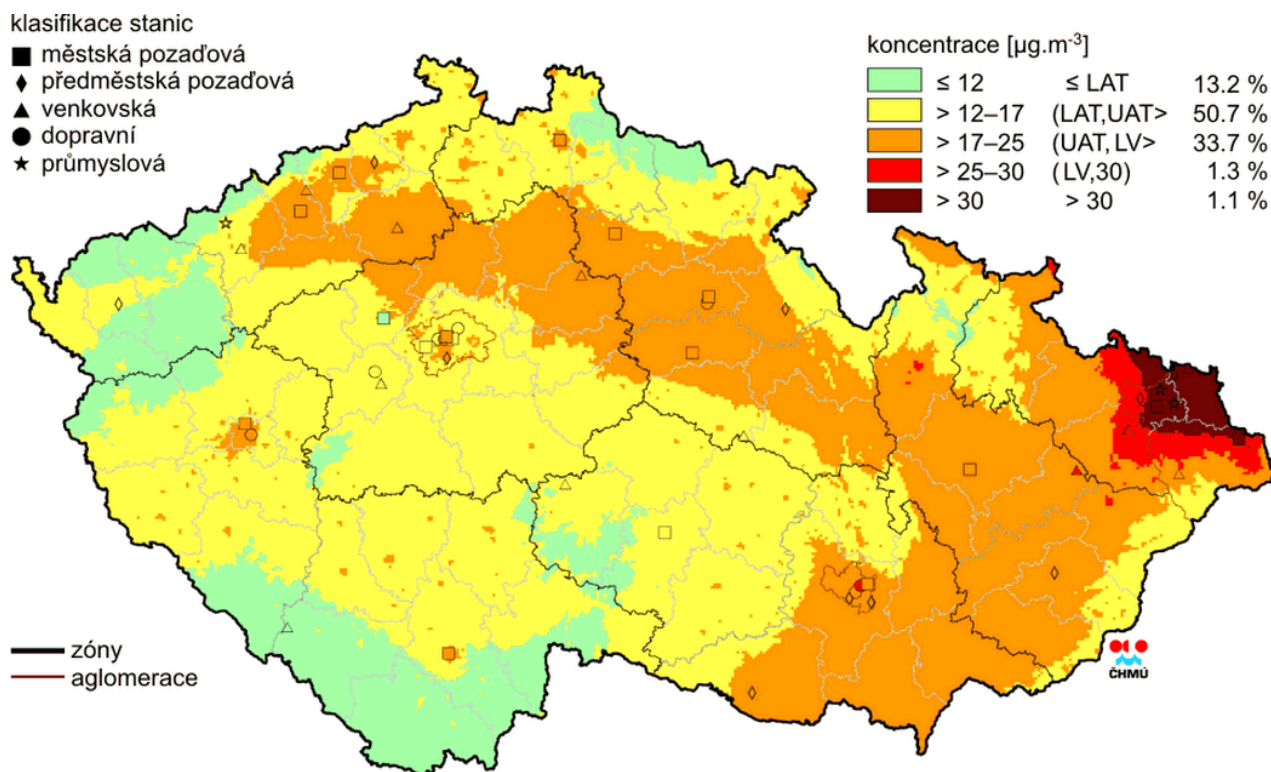 klasifikace stanic
městská pozaďová
předměstská pozaďová
venkovská
dopravní
průmyslová
koncentrace [µg.m⁻³]
≤ 12 ≤ LAT 13.2 %
> 12–17 (LAT,UAT> 50.7 %
> 17–25 (UAT, LV> 33.7 %
> 25–30 (LV,30) 1.3 %
> 30 > 30 1.1 %
zóny
aglomerace
ČHMÚ